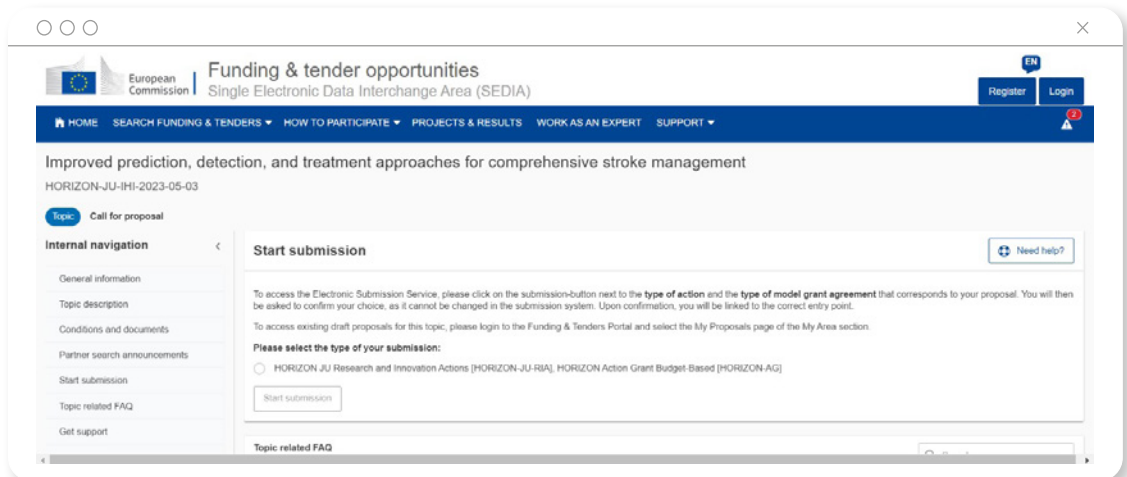 European
Commission
Funding & tender opportunities
Single Electronic Data Interchange Area (SEDIA)
EN
Register Login
HOME SEARCH FUNDING & TENDERS HOW TO PARTICIPATE PROJECTS & RESULTS WORK AS AN EXPERT SUPPORT 2
Improved prediction, detection, and treatment approaches for comprehensive stroke management
HORIZON-JU-IHI-2023-05-03
Topic Call for proposal
Internal navigation
General information
Topic description
Conditions and documents
Partner search announcements
Start submission
Topic related FAQ
Get support
Start submission
Need help?
To access the Electronic Submission Service, please click on the submission-button next to the type of action and the type of model grant agreement that corresponds to your proposal. You will then
be asked to confirm your choice, as it cannot be changed in the submission system. Upon confirmation, you will be linked to the correct entry point.
To access existing draft proposals for this topic, please login to the Funding & Tenders Portal and select the My Proposals page of the My Area section.
Please select the type of your submission:
HORIZON JU Research and Innovation Actions [HORIZON-JU-RIA], HORIZON Action Grant Budget-Based [HORIZON-AG]
Start submission
Topic related FAQ